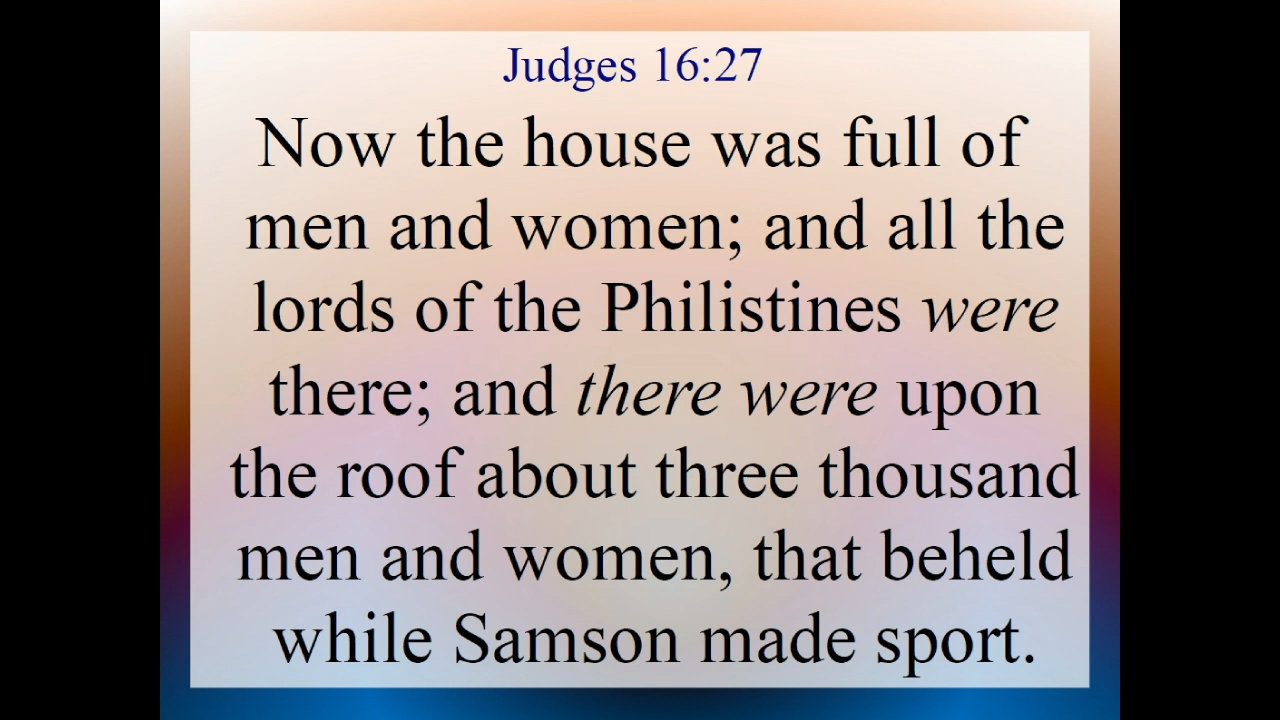 Judges 16:27
Now the house was full of
men and women; and all the
lords of the Philistines were
there; and there were upon
the roof about three thousand
men and women, that beheld
while Samson made sport.